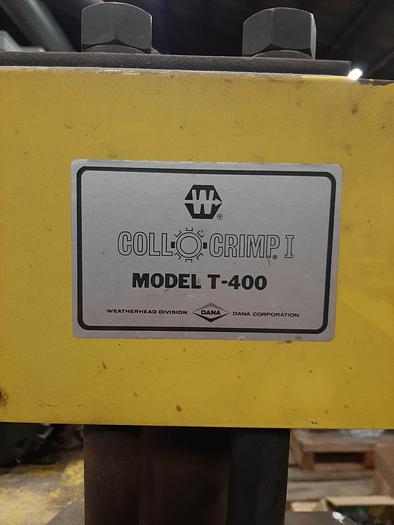 W ®
COLL-O-CRIMP® I
MODEL T-400
WEATHERHEAD DIVISION DANA DANA CORPORATION